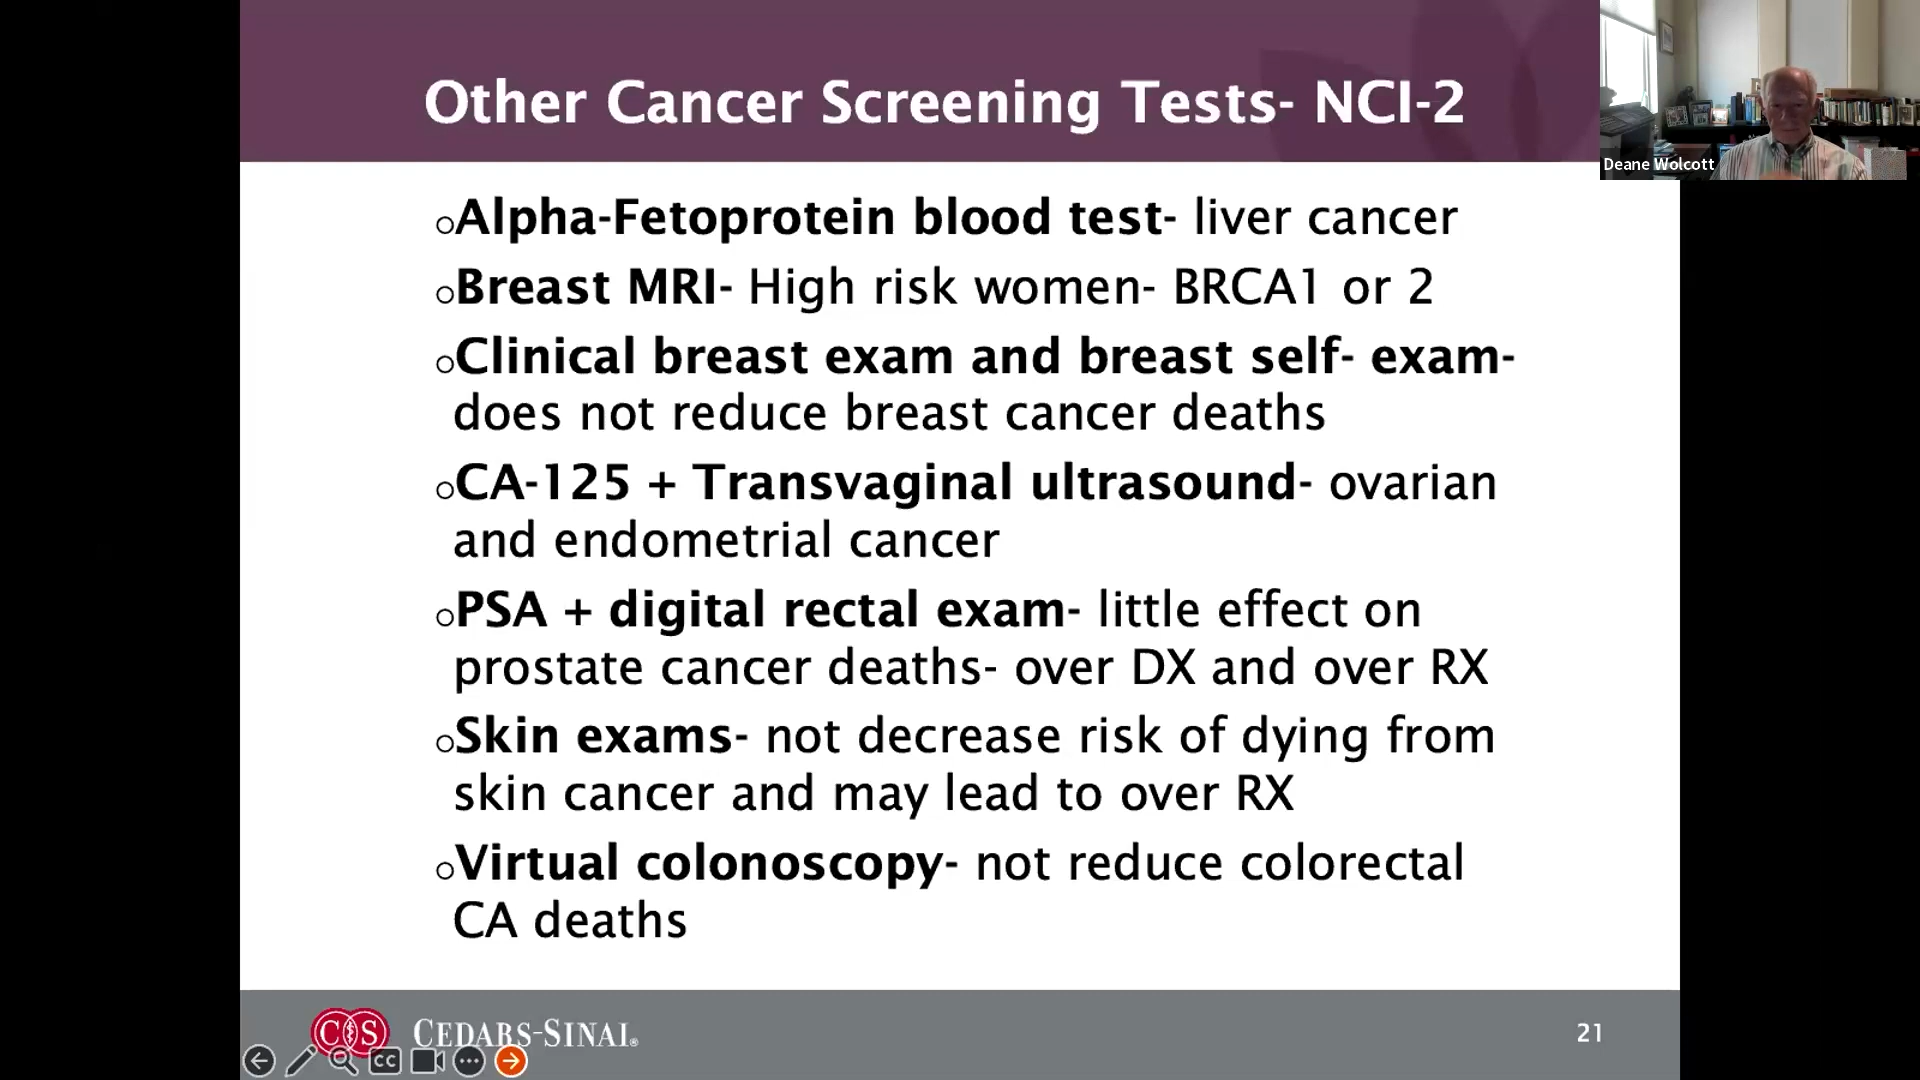 Other Cancer Screening Tests- NCI-2
Deane Wolcott
Alpha-Fetoprotein blood test- liver cancer
Breast MRI- High risk women- BRCA1 or 2
Clinical breast exam and breast self- exam-
does not reduce breast cancer deaths
CA-125 + Transvaginal ultrasound- ovarian
and endometrial cancer
PSA + digital rectal exam- little effect on
prostate cancer deaths- over DX and over RX
Skin exams- not decrease risk of dying from
skin cancer and may lead to over RX
Virtual colonoscopy- not reduce colorectal
CA deaths
CS CEDARS-SINAI®
21
CC